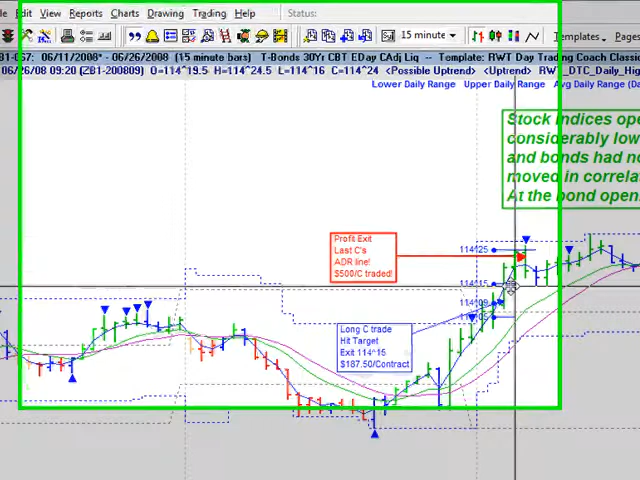 Edit View Reports Charts Drawing Trading Help Status:
15 minute Templates Pages
06/11/2008* - 06/26/2008 (15 minute bars) T-Bonds 30Yr CBT EDay CAdj Liq -- Template: RWT Day Trading Coach Classic
06/26/08 09:20 (ZB1-200809) O=114^19.5 H=114^24.5 L=114^16 C=114^24 <Possible Uptrend> <Uptrend>
Lower Daily Range Upper Daily Range Avg Daily Range
Stock Indices ope
considerably low
and bonds had no
moved in correla
At the bond open
Profit Exit
Last C's
ADR line!
$500/C traded!
114^25
114^15
114^09
Long C trade
Hit Target
Exit 114^15
$187.50/Contract